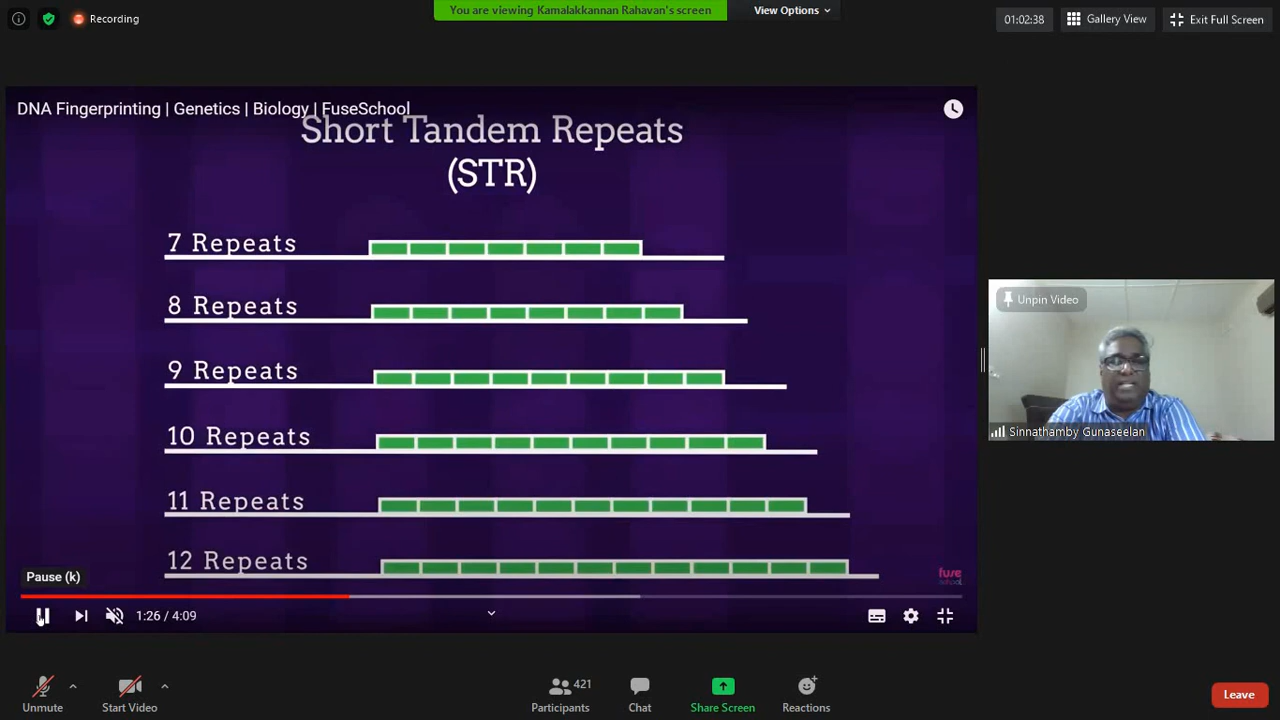 Recording
You are viewing Kamalakkannan Rahavan's screen
View Options
01:02:38
Gallery View
Exit Full Screen
DNA Fingerprinting | Genetics | Biology | FuseSchool
Short Tandem Repeats
(STR)
7 Repeats
8 Repeats
9 Repeats
10 Repeats
11 Repeats
12 Repeats
Unpin Video
Sinnathamby Gunaseelan
Pause (k)
fuse
school
1:26 / 4:09
Unmute
Start Video
421
Participants
Chat
Share Screen
Reactions
Leave